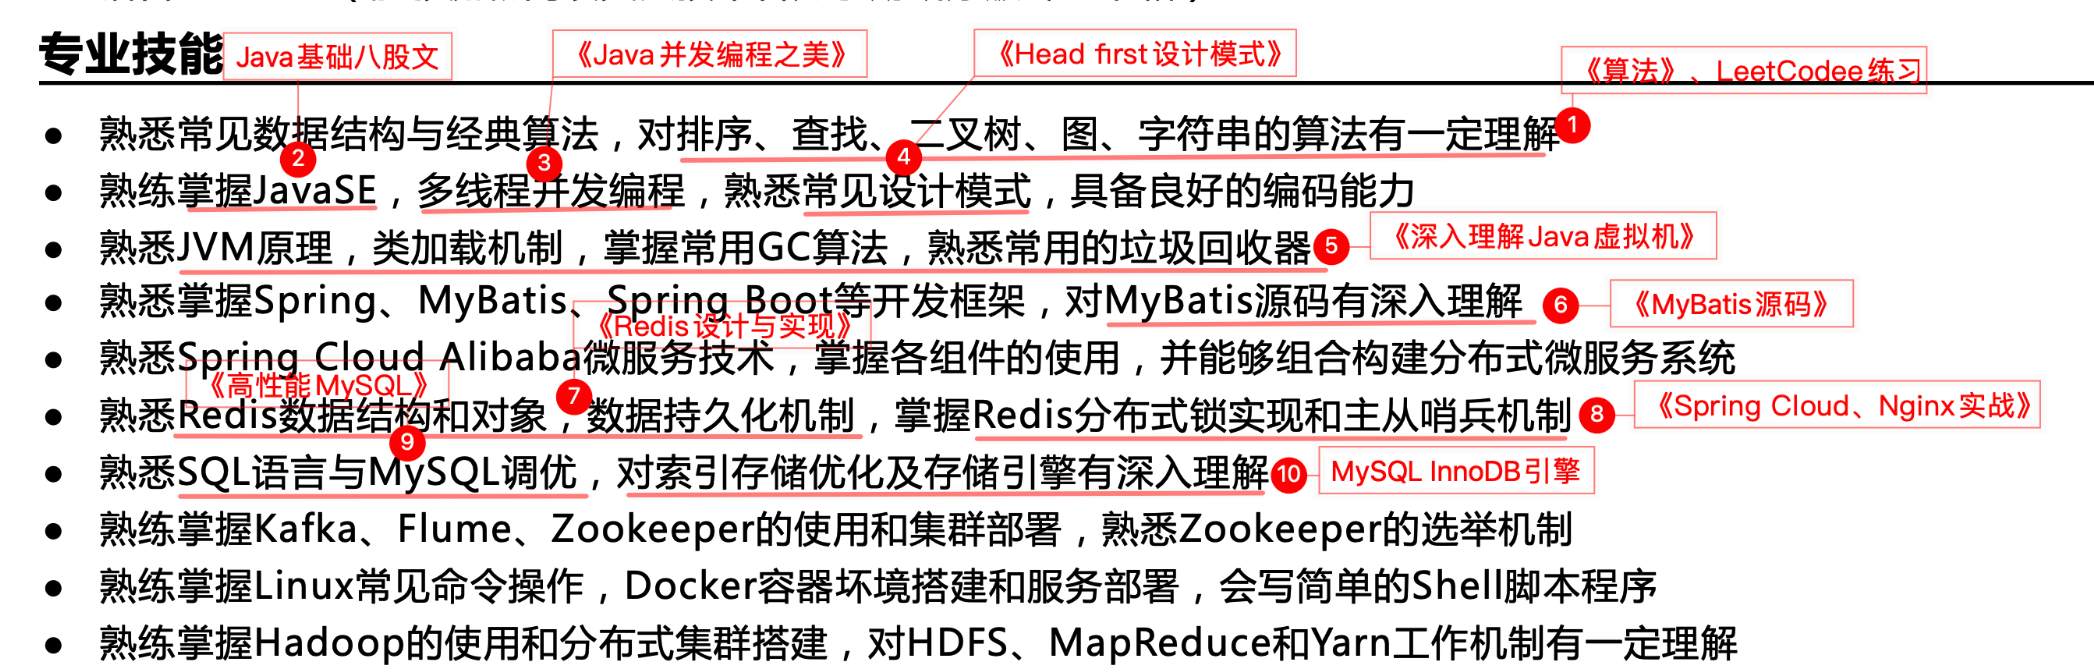 专业技能
Java基础八股文
《Java并发编程之美》
《Head first设计模式》
《算法》、LeetCodee练习
● 熟悉常见数据结构与经典算法，对排序、查找、二叉树、图、字符串的算法有一定理解
1
2
3
4
● 熟练掌握JavaSE，多线程并发编程，熟悉常见设计模式，具备良好的编码能力
● 熟悉JVM原理，类加载机制，掌握常用GC算法，熟悉常用的垃圾回收器
5
《深入理解Java虚拟机》
● 熟悉掌握Spring、MyBatis、Spring Boot等开发框架，对MyBatis源码有深入理解
6
《MyBatis源码》
《Redis设计与实现》
● 熟悉Spring Cloud Alibaba微服务技术，掌握各组件的使用，并能够组合构建分布式微服务系统
《高性能MySQL》
7
● 熟悉Redis数据结构和对象，数据持久化机制，掌握Redis分布式锁实现和主从哨兵机制
8
《Spring Cloud、Nginx实战》
9
● 熟悉SQL语言与MySQL调优，对索引存储优化及存储引擎有深入理解
10
MySQL InnoDB引擎
● 熟练掌握Kafka、Flume、Zookeeper的使用和集群部署，熟悉Zookeeper的选举机制
● 熟练掌握Linux常见命令操作，Docker容器坏境搭建和服务部署，会写简单的Shell脚本程序
● 熟练掌握Hadoop的使用和分布式集群搭建，对HDFS、MapReduce和Yarn工作机制有一定理解